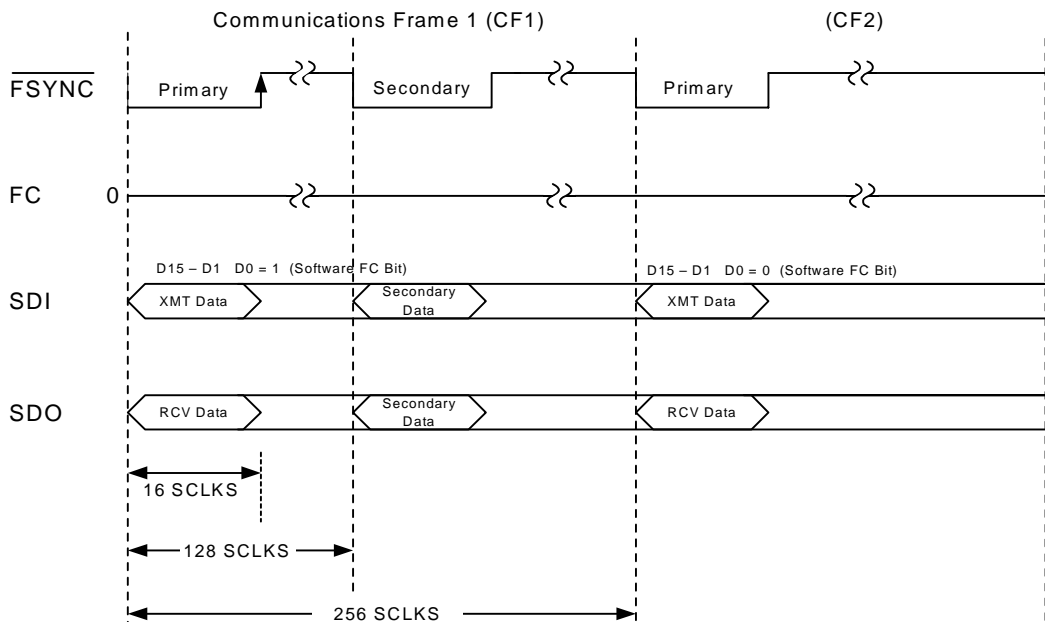 Communications Frame 1 (CF1) (CF2)
FSYNC Primary Secondary Primary
FC 0
D15 – D1 D0 = 1 (Software FC Bit) D15 – D1 D0 = 0 (Software FC Bit)
SDI XMT Data Secondary Data XMT Data
SDO RCV Data Secondary Data RCV Data
16 SCLKS
128 SCLKS
256 SCLKS